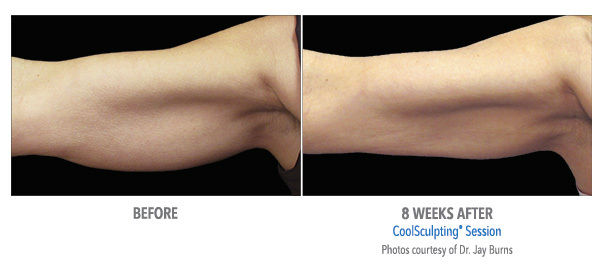 BEFORE
8 WEEKS AFTER
CoolSculpting® Session
Photos courtesy of Dr. Jay Burns